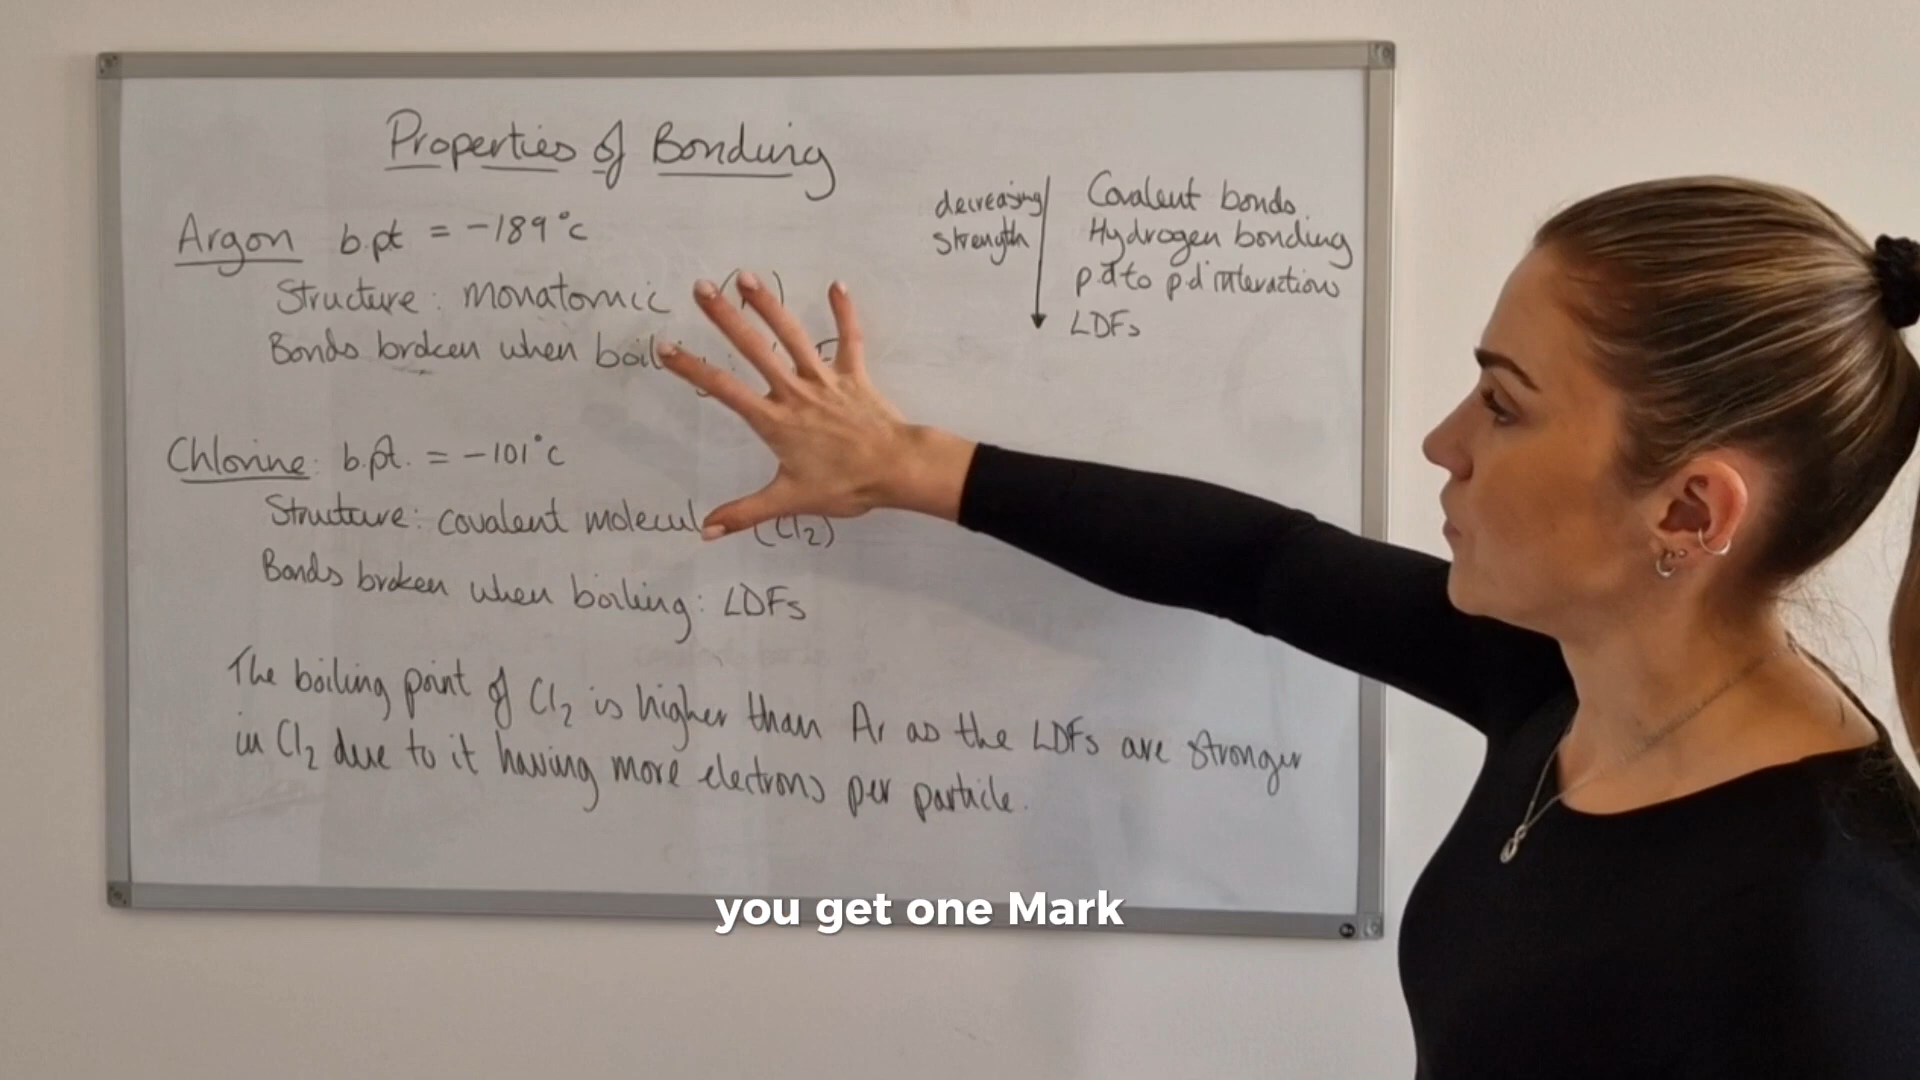 Properties of Bonding
Argon b.pt = -189°c
Structure: monatomic
Bonds broken when
Chlorine: b.pt. = -101°c
Structure: covalent (Cl₂)
Bonds broken when boiling: LDFs
The boiling point of Cl₂ is higher than Ar as the LDFs are stronger
in Cl₂ due to it having more electrons per particle.
decreasing
strength
Covalent bonds.
Hydrogen bonding
p.d to p.d interaction
LDFs
you get one Mark